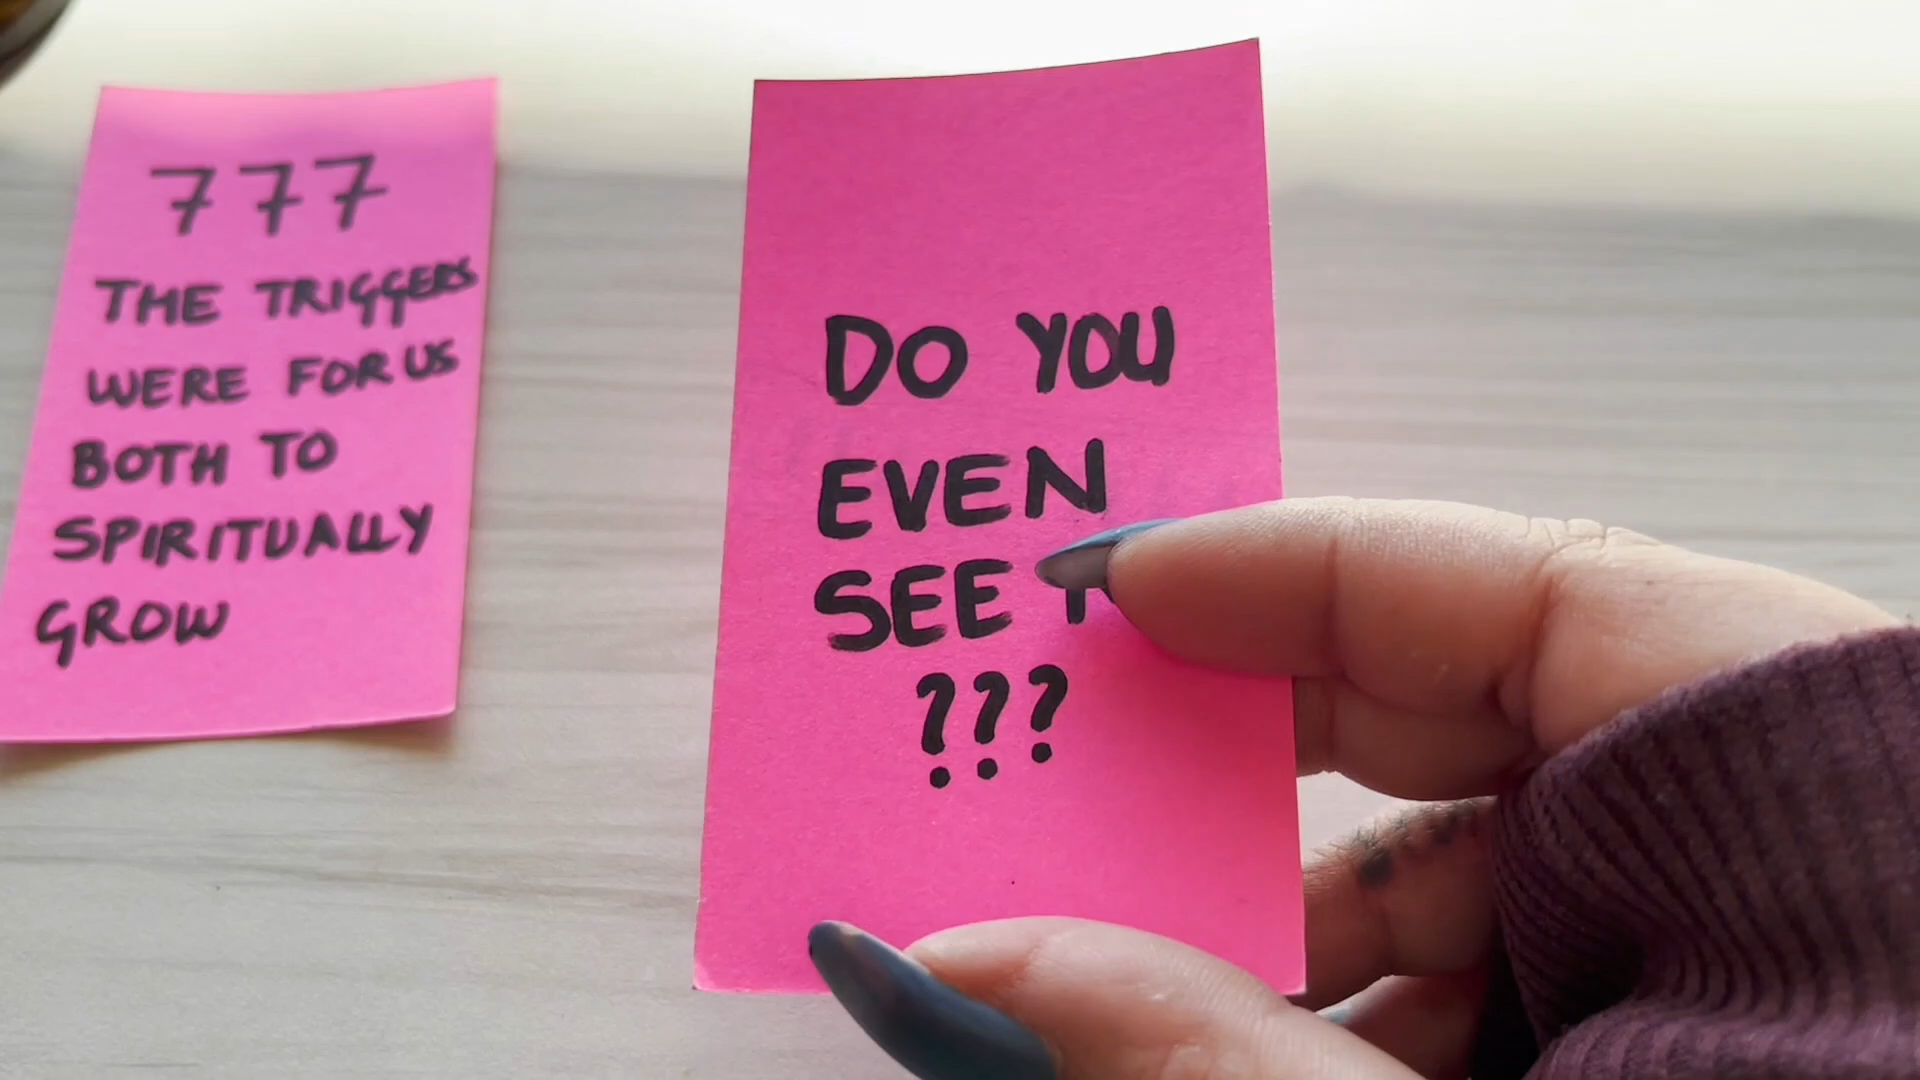 777
THE TRIGGERS
WERE FOR US
BOTH TO
SPIRITUALLY
GROW
DO YOU
EVEN
SEE
???